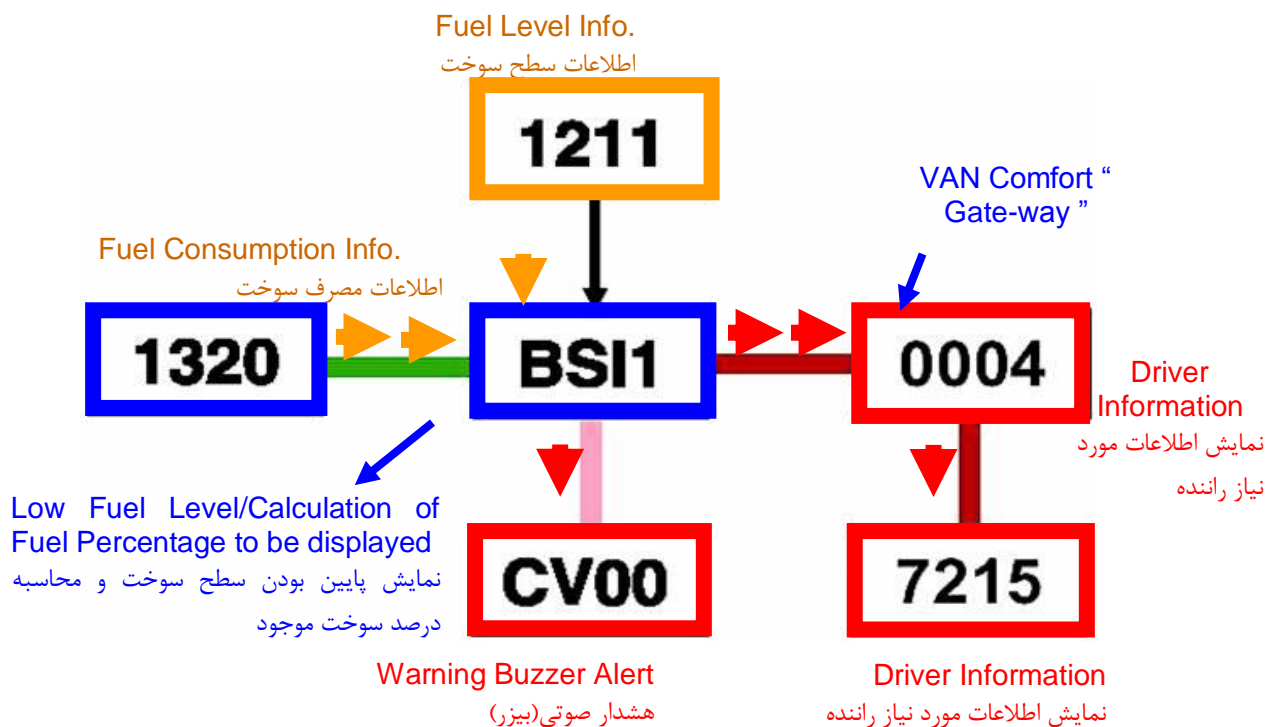 Fuel Level Info.
اطلاعات سطح سوخت
1211
VAN Comfort “
Gate-way ”
Fuel Consumption Info.
اطلاعات مصرف سوخت
1320
BSI1
0004
Driver
Information
نمایش اطلاعات مورد
نیاز راننده
Low Fuel Level/Calculation of
Fuel Percentage to be displayed
نمایش پایین بودن سطح سوخت و محاسبه
درصد سوخت موجود
CV00
7215
Warning Buzzer Alert
هشدار صوتی(بیزر)
Driver Information
نمایش اطلاعات مورد نیاز راننده